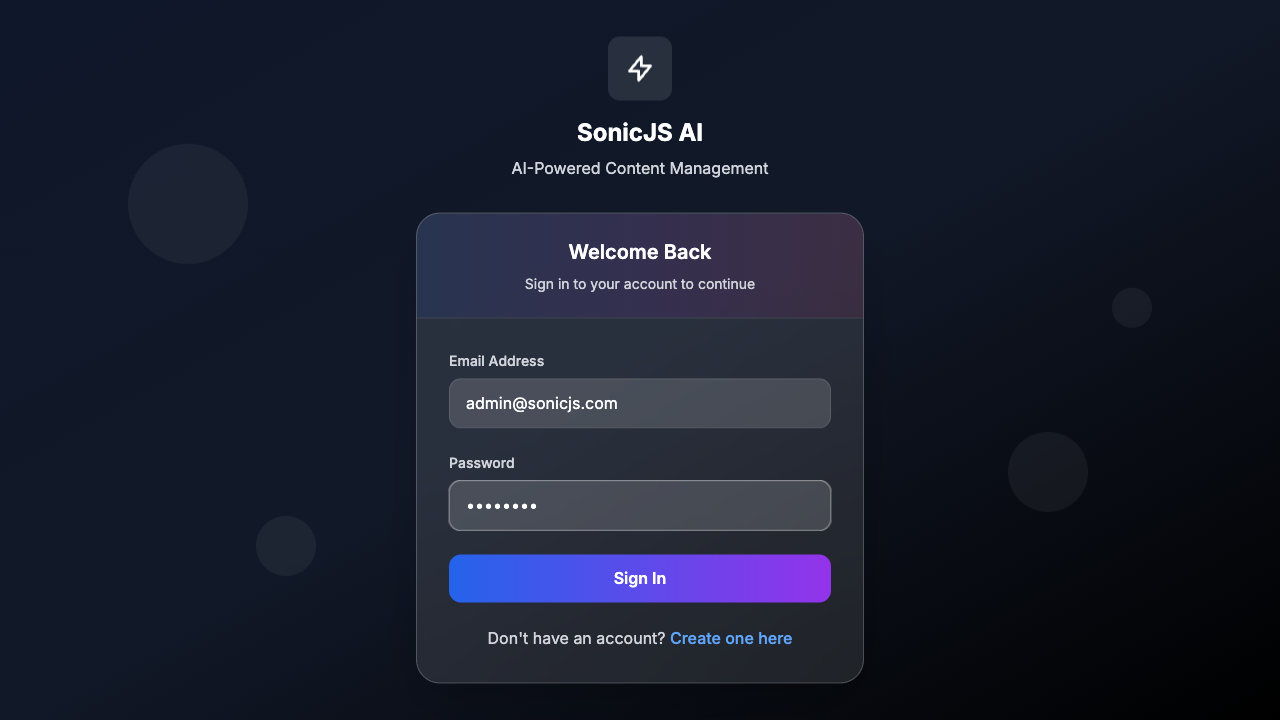 SonicJS AI
AI-Powered Content Management
Welcome Back
Sign in to your account to continue
Email Address
admin@sonicjs.com
Password
••••••••
Sign In
Don't have an account? Create one here